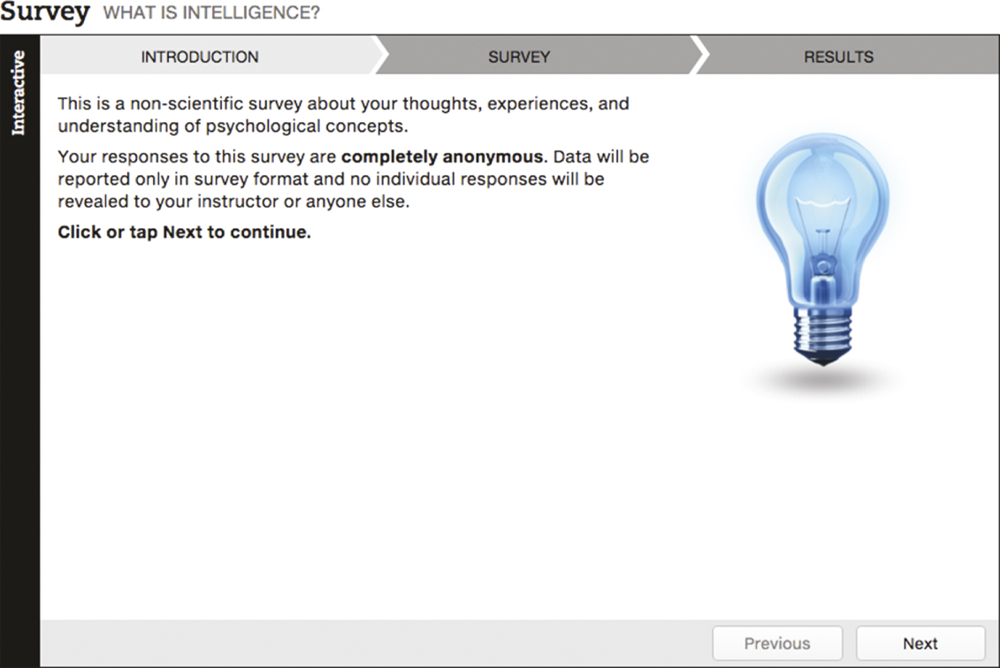 Survey WHAT IS INTELLIGENCE?
Interactive
INTRODUCTION
SURVEY
RESULTS
This is a non-scientific survey about your thoughts, experiences, and
understanding of psychological concepts.
Your responses to this survey are completely anonymous. Data will be
reported only in survey format and no individual responses will be
revealed to your instructor or anyone else.
Click or tap Next to continue.
Previous
Next